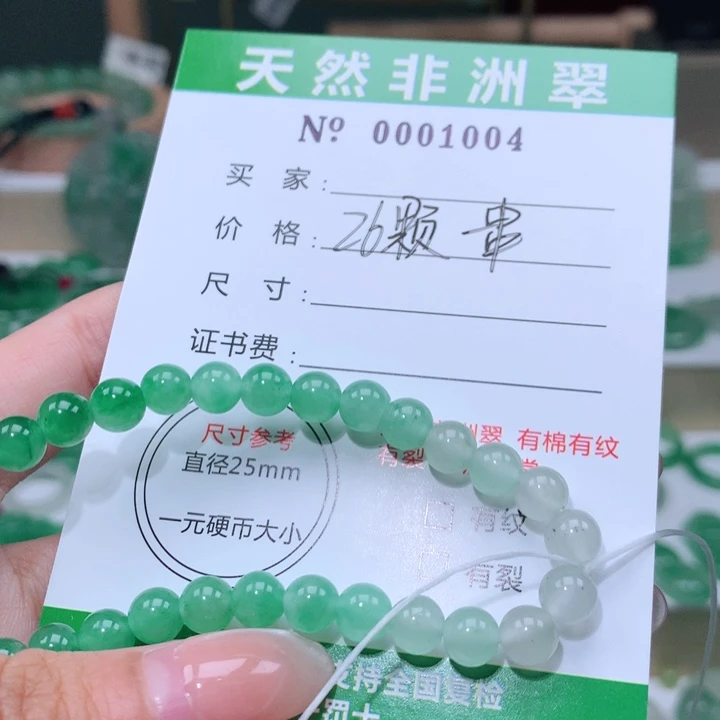 天然非洲翠
Nº 0001004
买 家：
价 格：26颗 串
尺 寸：
证书费：
尺寸参考
直径25mm
一元硬币大小
洲翠 有棉有纹
有裂
有纹
有裂
支持全国复检